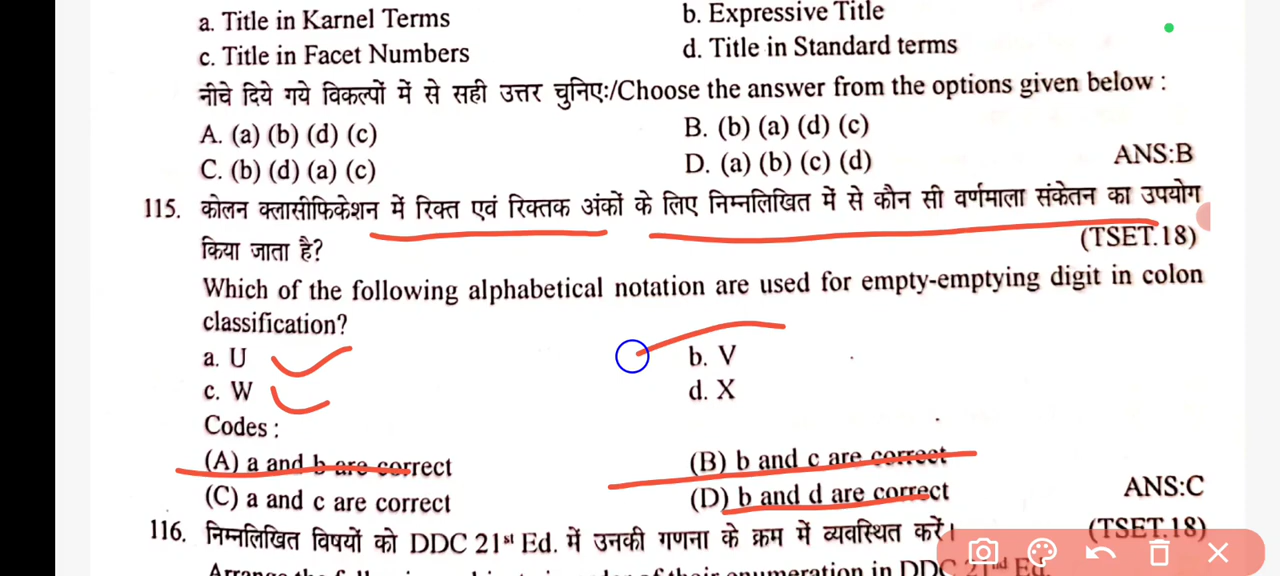 a. Title in Karnel Terms b. Expressive Title
c. Title in Facet Numbers d. Title in Standard terms
नीचे दिये गये विकल्पों में से सही उत्तर चुनिए:/Choose the answer from the options given below :
A. (a) (b) (d) (c) B. (b) (a) (d) (c)
C. (b) (d) (a) (c) D. (a) (b) (c) (d) ANS:B
115. कोलन क्लासीफिकेशन में रिक्त एवं रिक्तक अंकों के लिए निम्नलिखित में से कौन सी वर्णमाला संकेतन का उपयोग
किया जाता है? (TSET.18)
Which of the following alphabetical notation are used for empty-emptying digit in colon
classification?
a. U b. V
c. W d. X
Codes :
(A) a and b are correct (B) b and c are correct
(C) a and c are correct (D) b and d are correct ANS:C
116. निम्नलिखित विषयों को DDC 21st Ed. में उनकी गणना के क्रम में व्यवस्थित करें। (TSET.18)